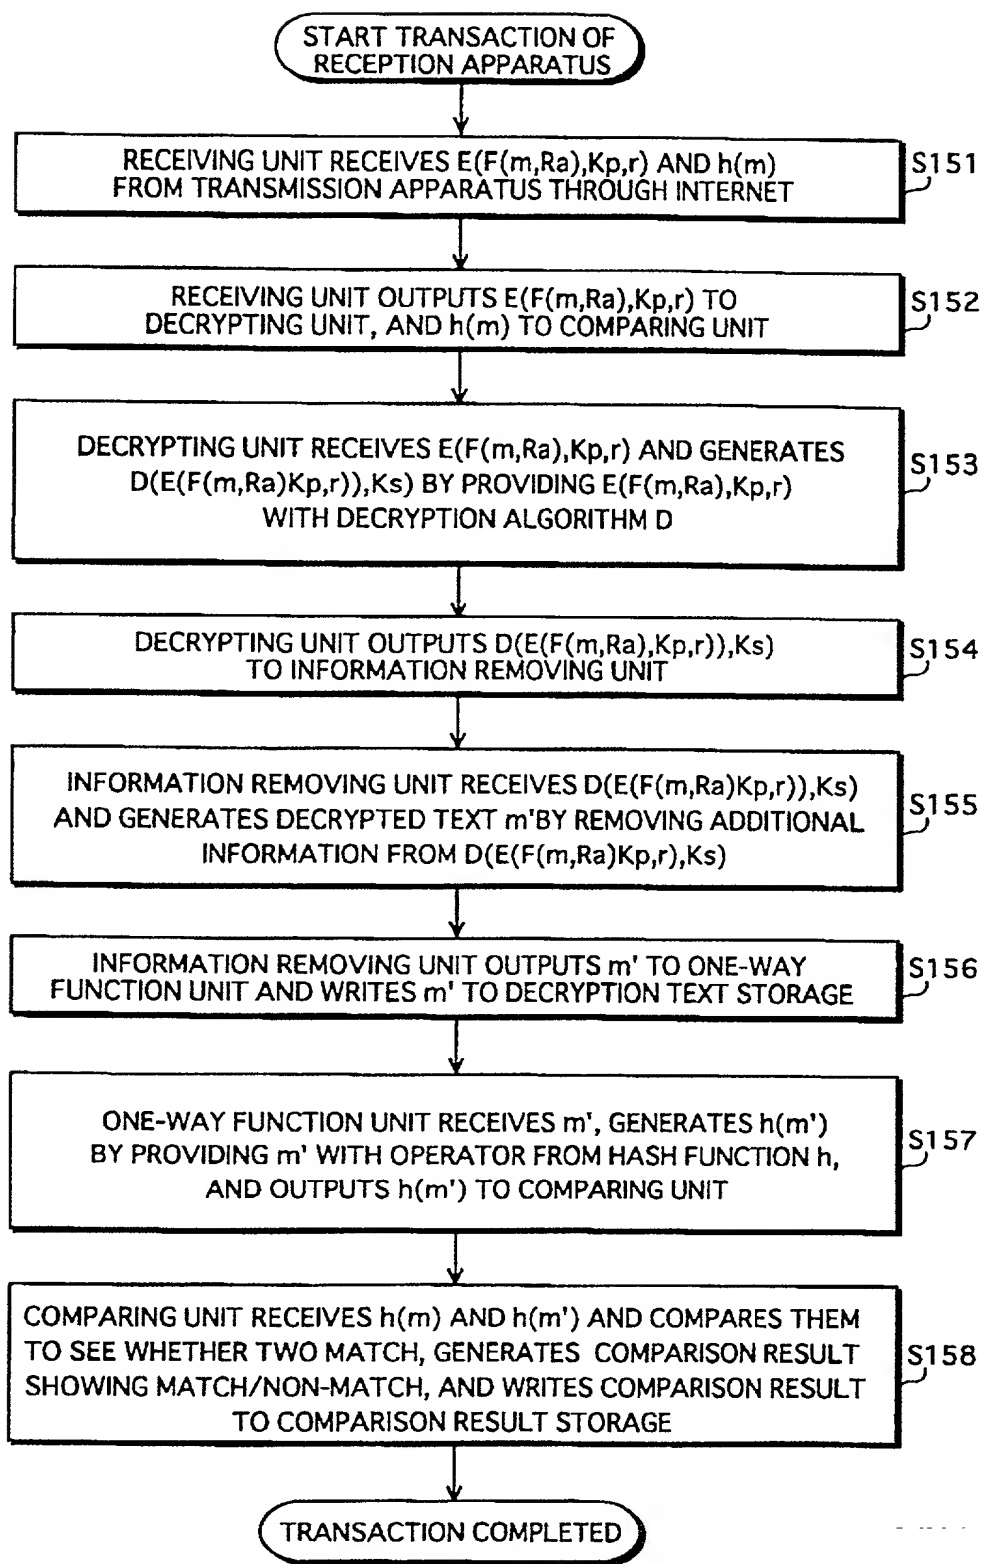 START TRANSACTION OF
RECEPTION APPARATUS
RECEIVING UNIT RECEIVES E(F(m,Ra),Kp,r) AND h(m)
FROM TRANSMISSION APPARATUS THROUGH INTERNET
S151
RECEIVING UNIT OUTPUTS E(F(m,Ra),Kp,r) TO
DECRYPTING UNIT, AND h(m) TO COMPARING UNIT
S152
DECRYPTING UNIT RECEIVES E(F(m,Ra),Kp,r) AND GENERATES
D(E(F(m,Ra)Kp,r)),Ks) BY PROVIDING E(F(m,Ra),Kp,r)
WITH DECRYPTION ALGORITHM D
S153
DECRYPTING UNIT OUTPUTS D(E(F(m,Ra),Kp,r)),Ks)
TO INFORMATION REMOVING UNIT
S154
INFORMATION REMOVING UNIT RECEIVES D(E(F(m,Ra)Kp,r)),Ks)
AND GENERATES DECRYPTED TEXT m'BY REMOVING ADDITIONAL
INFORMATION FROM D(E(F(m,Ra)Kp,r),Ks)
S155
INFORMATION REMOVING UNIT OUTPUTS m' TO ONE-WAY
FUNCTION UNIT AND WRITES m' TO DECRYPTION TEXT STORAGE
S156
ONE-WAY FUNCTION UNIT RECEIVES m', GENERATES h(m')
BY PROVIDING m' WITH OPERATOR FROM HASH FUNCTION h,
AND OUTPUTS h(m') TO COMPARING UNIT
S157
COMPARING UNIT RECEIVES h(m) AND h(m') AND COMPARES THEM
TO SEE WHETHER TWO MATCH, GENERATES COMPARISON RESULT
SHOWING MATCH/NON-MATCH, AND WRITES COMPARISON RESULT
TO COMPARISON RESULT STORAGE
S158
TRANSACTION COMPLETED